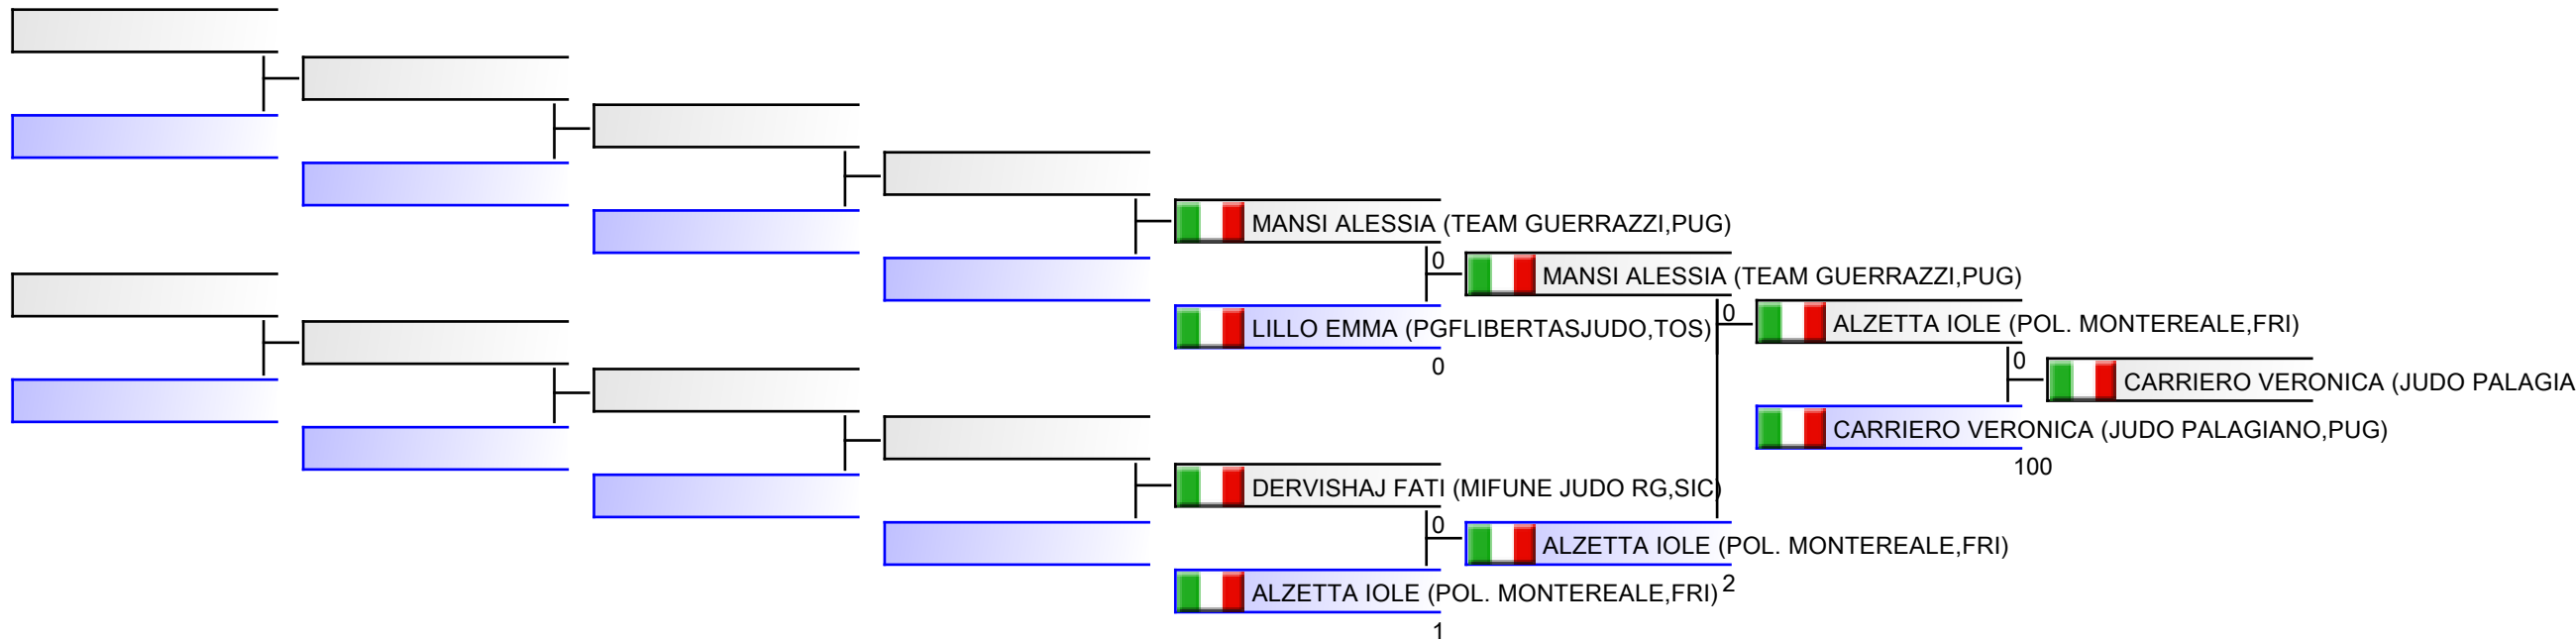 MANSI ALESSIA (TEAM GUERRAZZI,PUG)
0
MANSI ALESSIA (TEAM GUERRAZZI,PUG)
LILLO EMMA (PGFLIBERTASJUDO,TOS)
0
0
ALZETTA IOLE (POL. MONTEREALE,FRI)
0
CARRIERO VERONICA (JUDO PALAGIA
CARRIERO VERONICA (JUDO PALAGIANO,PUG)
100
DERVISHAJ FATI (MIFUNE JUDO RG,SIC)
0
ALZETTA IOLE (POL. MONTEREALE,FRI)
2
ALZETTA IOLE (POL. MONTEREALE,FRI)
1